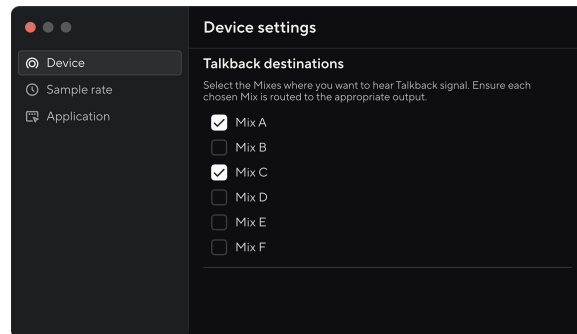 Device settings
Device
Sample rate
Application
Talkback destinations
Select the Mixes where you want to hear Talkback signal. Ensure each
chosen Mix is routed to the appropriate output.
Mix A
Mix B
Mix C
Mix D
Mix E
Mix F